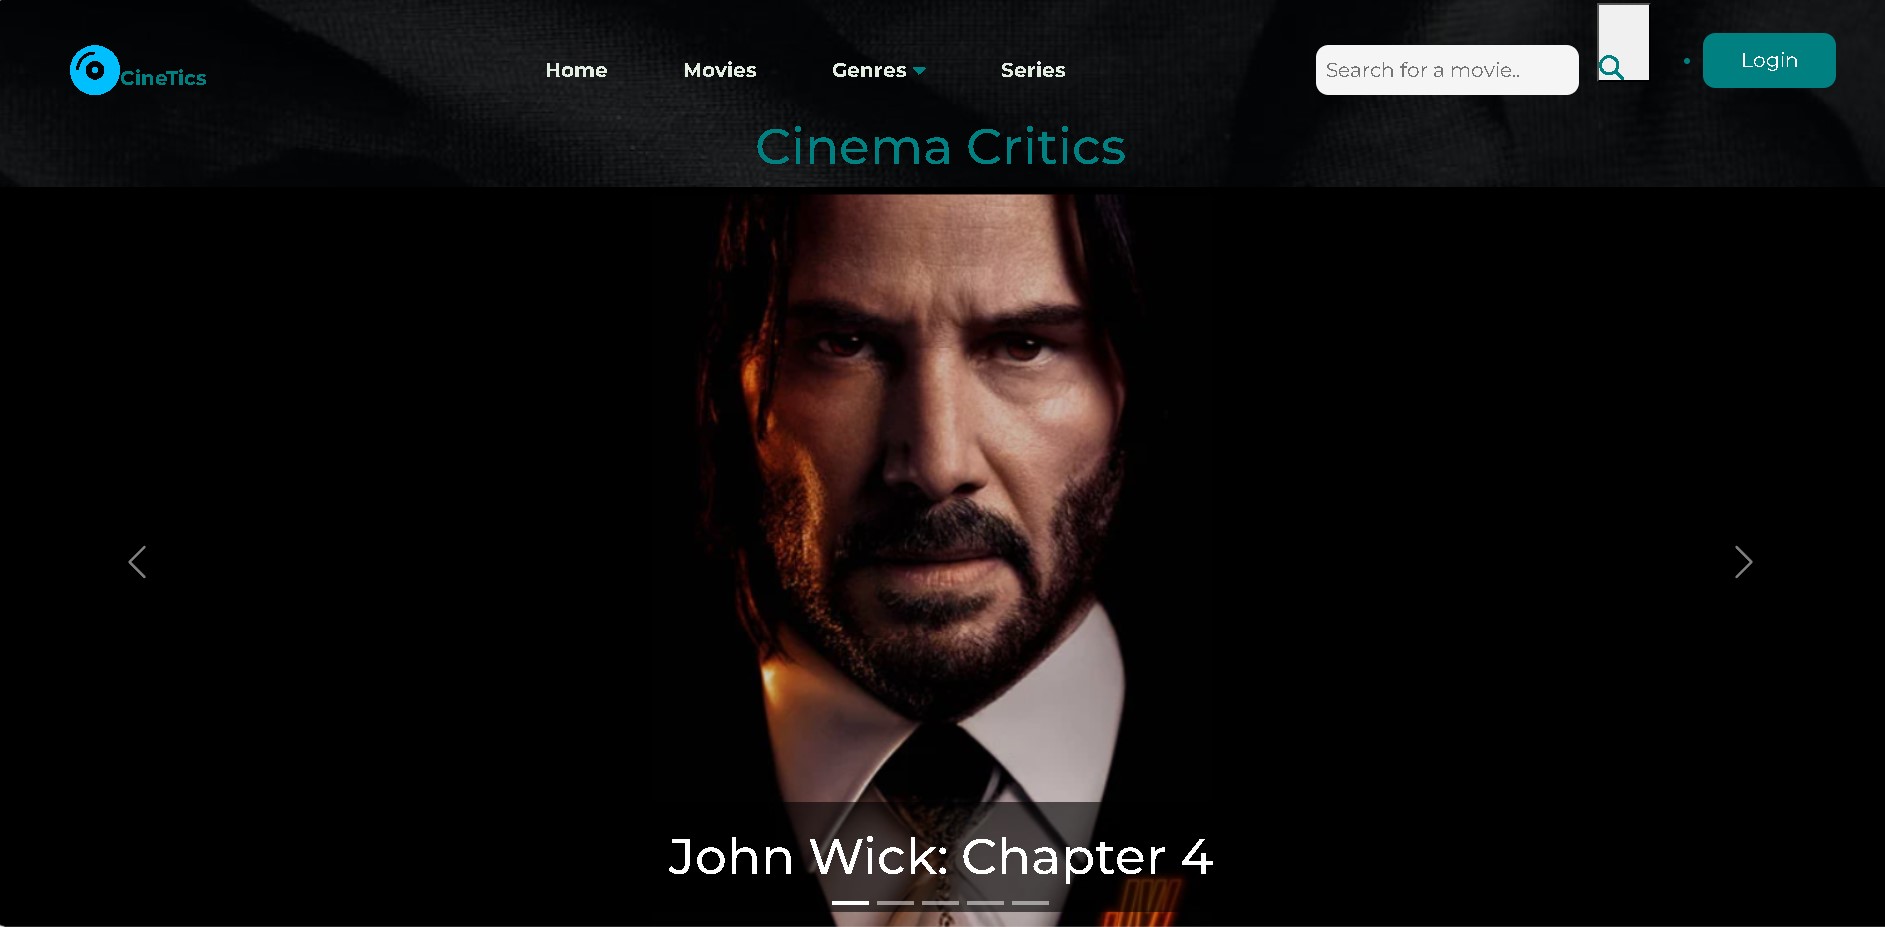 CineTics
Home Movies Genres Series
Search for a movie..
Login
Cinema Critics
John Wick: Chapter 4